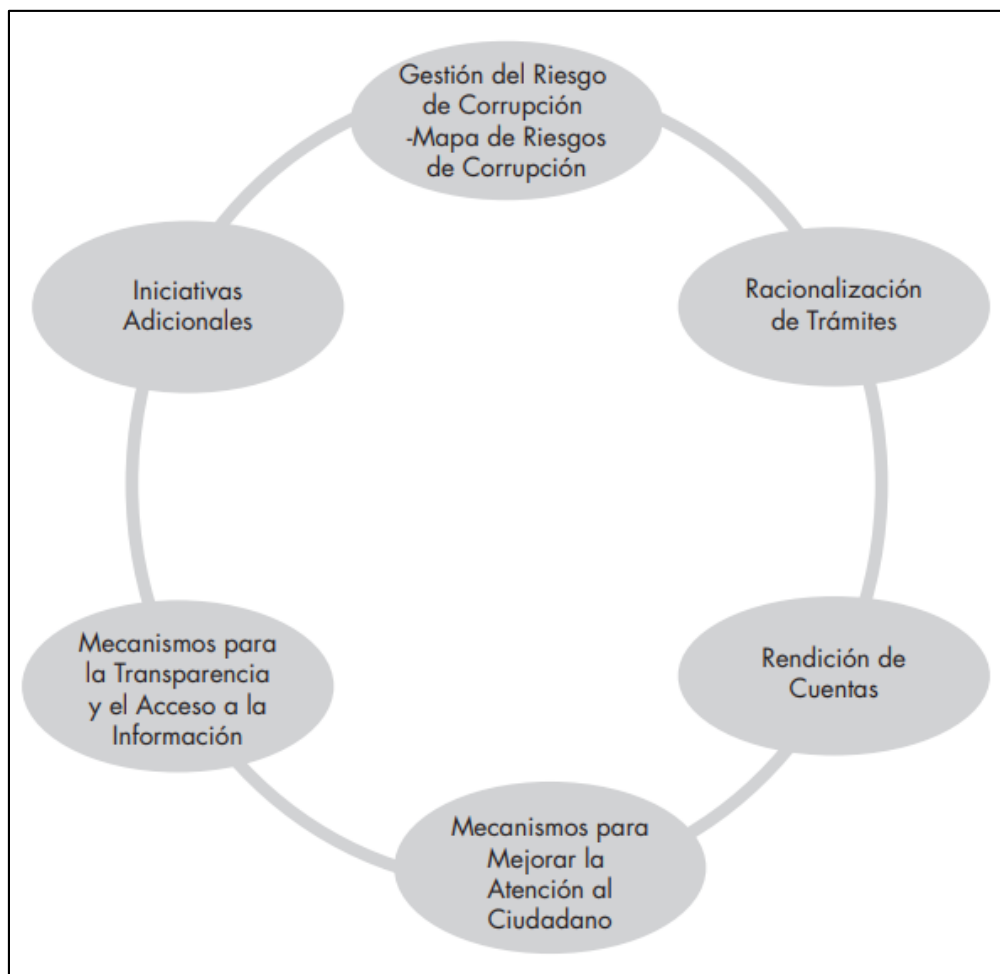 Gestión del Riesgo
de Corrupción
-Mapa de Riesgos
de Corrupción
Racionalización
de Trámites
Rendición de
Cuentas
Mecanismos para
Mejorar la
Atención al
Ciudadano
Mecanismos para
la Transparencia
y el Acceso a la
Información
Iniciativas
Adicionales